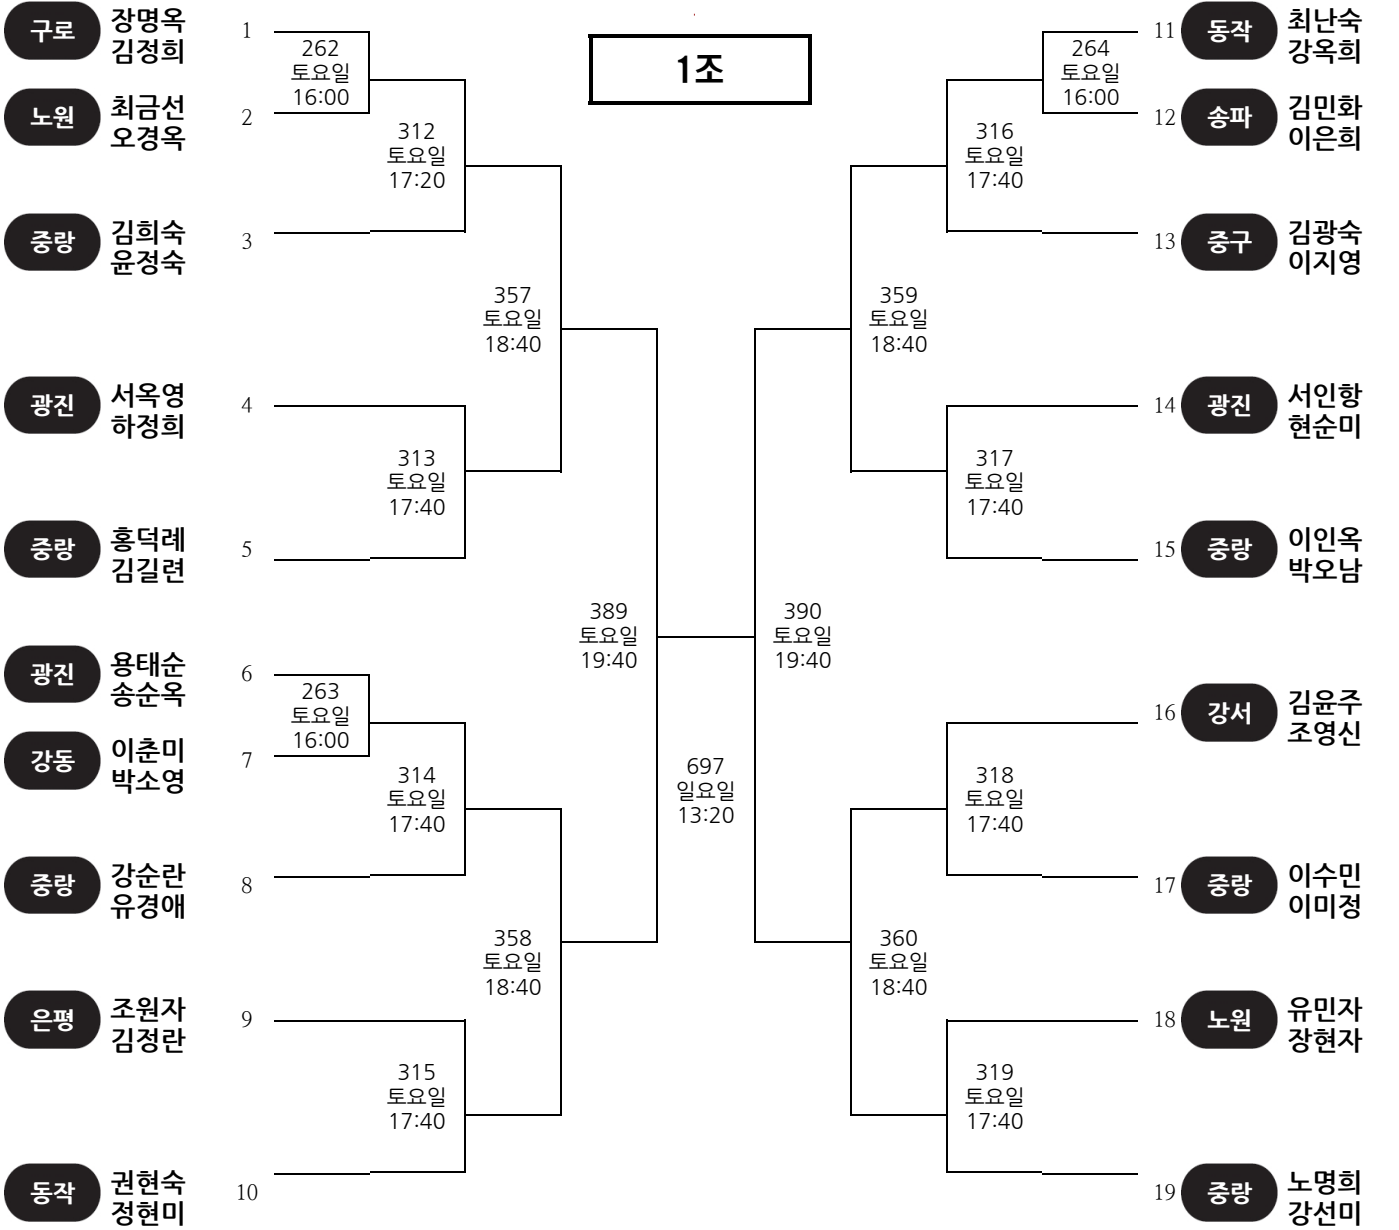 1조
구로
장명옥
김정희
1
262
토요일
16:00
노원
최금선
오경옥
2
312
토요일
17:20
중랑
김희숙
윤정숙
3
357
토요일
18:40
광진
서옥영
하정희
4
313
토요일
17:40
중랑
홍덕례
김길련
5
389
토요일
19:40
광진
용태순
송순옥
6
263
토요일
16:00
강동
이춘미
박소영
7
314
토요일
17:40
중랑
강순란
유경애
8
358
토요일
18:40
은평
조원자
김정란
9
315
토요일
17:40
동작
권현숙
정현미
10
697
일요일
13:20
11
동작
최난숙
강옥희
264
토요일
16:00
12
송파
김민화
이은희
316
토요일
17:40
13
중구
김광숙
이지영
359
토요일
18:40
14
광진
서인항
현순미
317
토요일
17:40
15
중랑
이인옥
박오남
390
토요일
19:40
16
강서
김윤주
조영신
318
토요일
17:40
17
중랑
이수민
이미정
360
토요일
18:40
18
노원
유민자
장현자
319
토요일
17:40
19
중랑
노명희
강선미